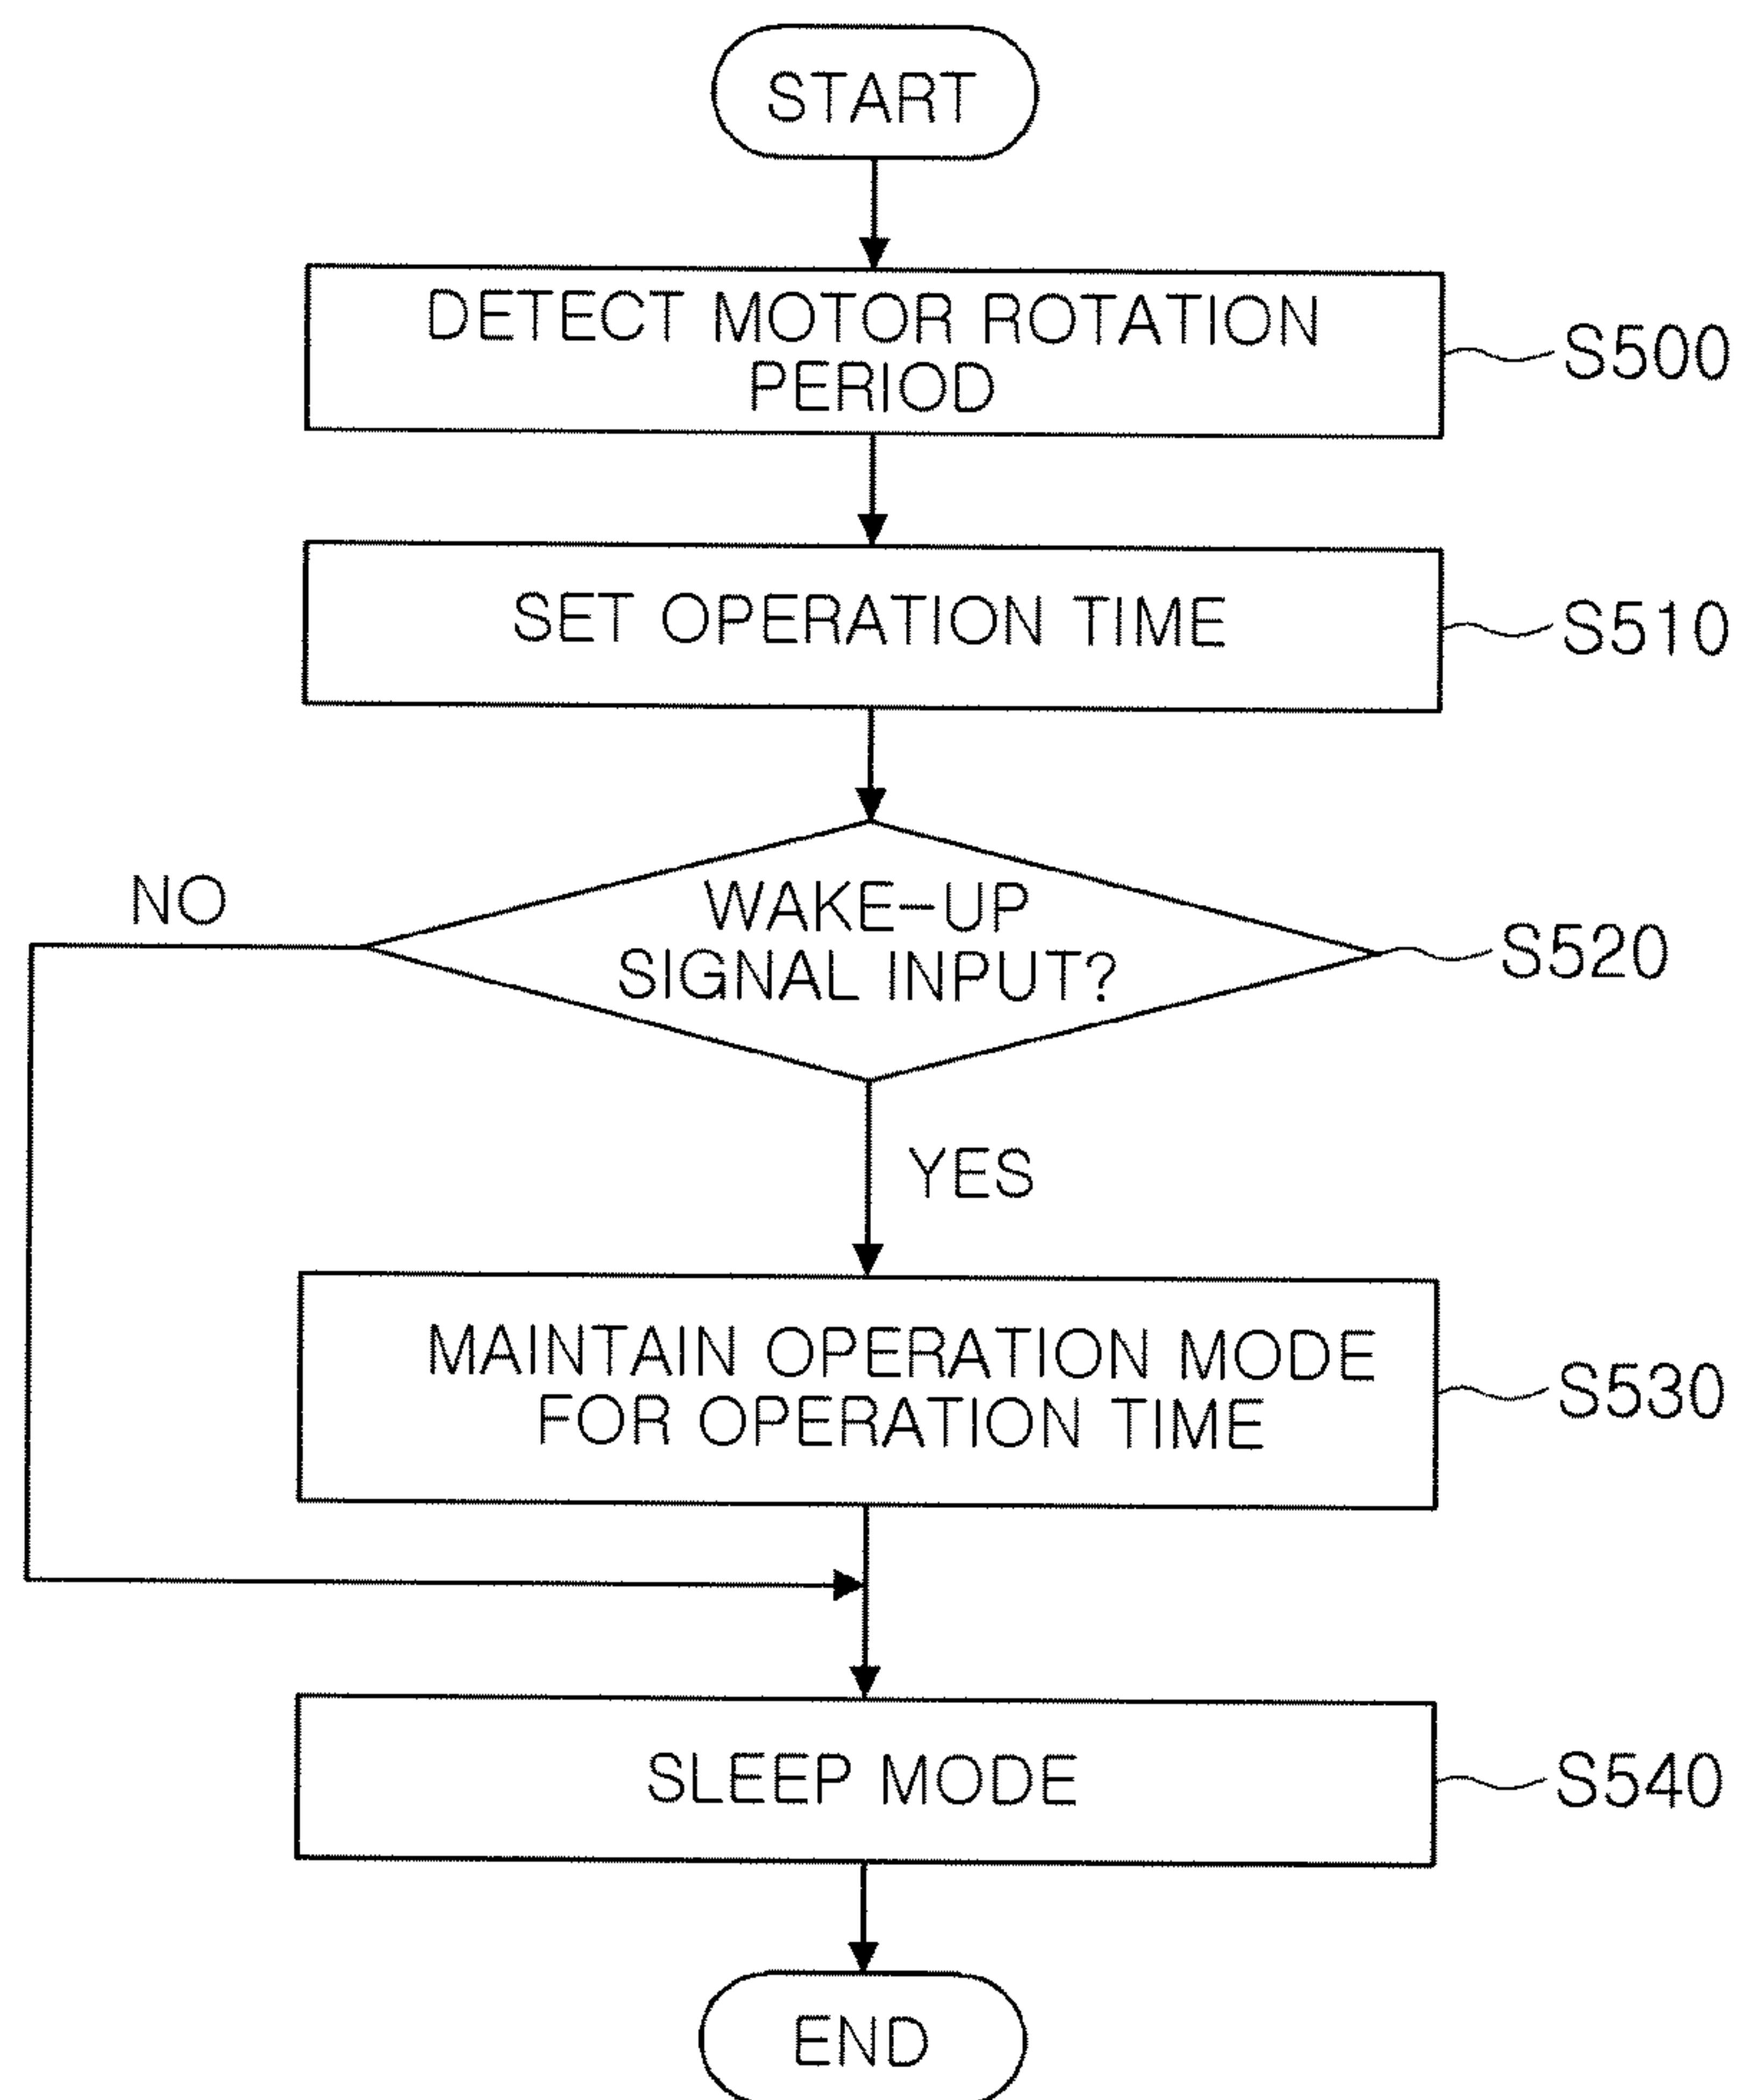 START
DETECT MOTOR ROTATION
PERIOD
S500
SET OPERATION TIME
S510
NO
WAKE-UP
SIGNAL INPUT?
S520
YES
MAINTAIN OPERATION MODE
FOR OPERATION TIME
S530
SLEEP MODE
S540
END